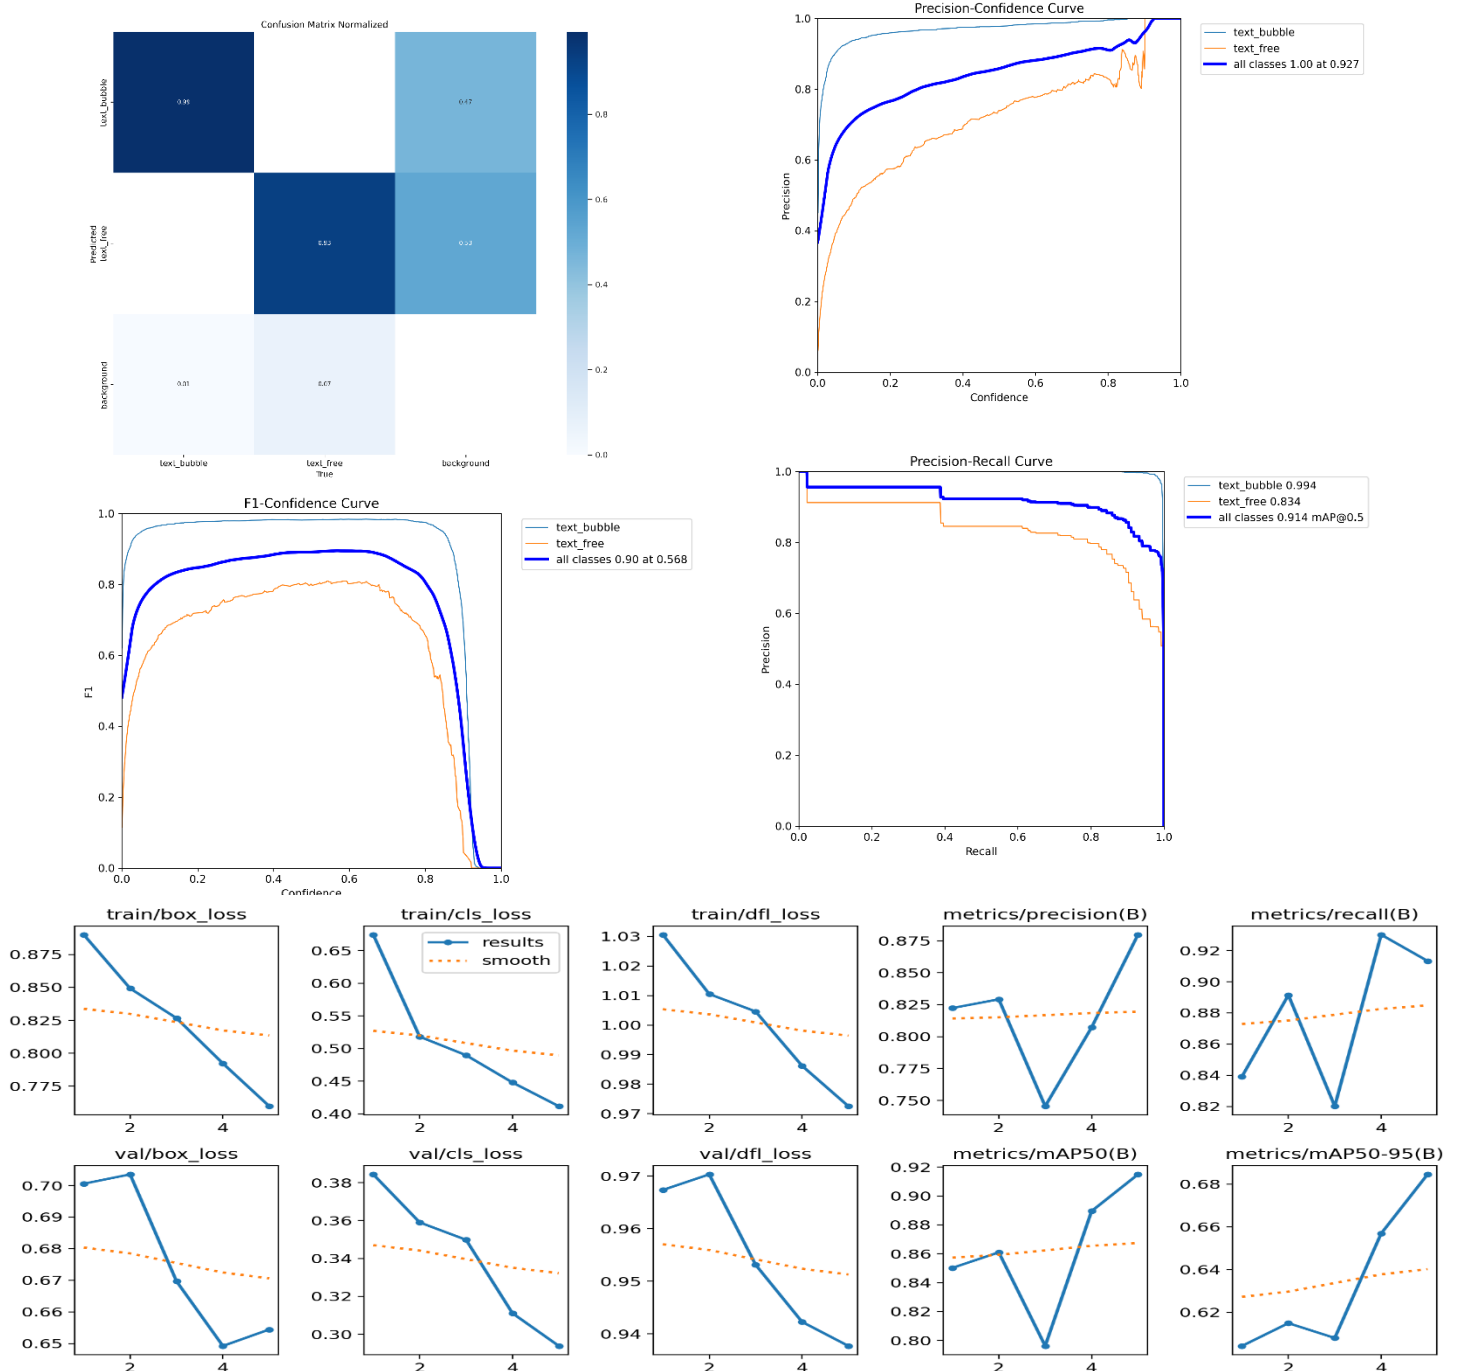 Confusion Matrix Normalized
text_bubble
text_free
background
Predicted
0.99
0.47
0.93
0.53
0.01
0.07
text_bubble
text_free
background
True
0.8
0.6
0.4
0.2
0.0
Precision-Confidence Curve
text_bubble
text_free
all classes 1.00 at 0.927
1.0
0.8
0.6
0.4
0.2
0.0
Precision
0.0 0.2 0.4 0.6 0.8 1.0
Confidence
F1-Confidence Curve
text_bubble
text_free
all classes 0.90 at 0.568
1.0
0.8
0.6
0.4
0.2
0.0
F1
0.0 0.2 0.4 0.6 0.8 1.0
Confidence
Precision-Recall Curve
text_bubble 0.994
text_free 0.834
all classes 0.914 mAP@0.5
1.0
0.8
0.6
0.4
0.2
0.0
Precision
0.0 0.2 0.4 0.6 0.8 1.0
Recall
train/box_loss
0.875
0.850
0.825
0.800
0.775
2 4
train/cls_loss
results
smooth
0.65
0.60
0.55
0.50
0.45
0.40
2 4
train/dfl_loss
1.03
1.02
1.01
1.00
0.99
0.98
0.97
2 4
metrics/precision(B)
0.875
0.850
0.825
0.800
0.775
0.750
2 4
metrics/recall(B)
0.92
0.90
0.88
0.86
0.84
0.82
2 4
val/box_loss
0.70
0.69
0.68
0.67
0.66
0.65
2 4
val/cls_loss
0.38
0.36
0.34
0.32
0.30
2 4
val/dfl_loss
0.97
0.96
0.95
0.94
2 4
metrics/mAP50(B)
0.92
0.90
0.88
0.86
0.84
0.82
0.80
2 4
metrics/mAP50-95(B)
0.68
0.66
0.64
0.62
2 4